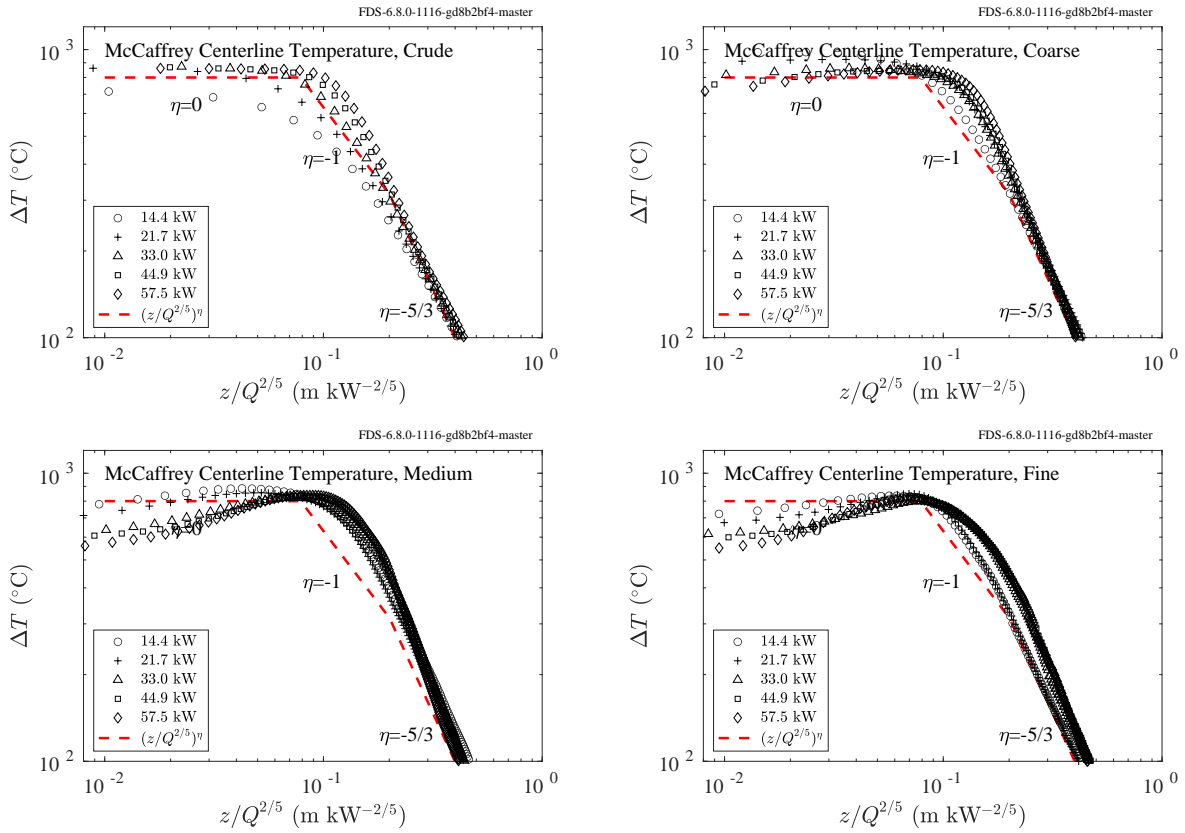 FDS-6.8.0-1116-gd8b2bf4-master
McCaffrey Centerline Temperature, Crude
10^3
η=0
η=-1
ΔT (°C)
14.4 kW
21.7 kW
33.0 kW
44.9 kW
57.5 kW
(z/Q^{2/5})^η
η=-5/3
10^2
10^{-2} 10^{-1} 10^0
z/Q^{2/5} (m kW^{-2/5})
FDS-6.8.0-1116-gd8b2bf4-master
McCaffrey Centerline Temperature, Coarse
10^3
η=0
η=-1
ΔT (°C)
14.4 kW
21.7 kW
33.0 kW
44.9 kW
57.5 kW
(z/Q^{2/5})^η
η=-5/3
10^2
10^{-2} 10^{-1} 10^0
z/Q^{2/5} (m kW^{-2/5})
FDS-6.8.0-1116-gd8b2bf4-master
McCaffrey Centerline Temperature, Medium
10^3
η=-1
ΔT (°C)
14.4 kW
21.7 kW
33.0 kW
44.9 kW
57.5 kW
(z/Q^{2/5})^η
η=-5/3
10^2
10^{-2} 10^{-1} 10^0
z/Q^{2/5} (m kW^{-2/5})
FDS-6.8.0-1116-gd8b2bf4-master
McCaffrey Centerline Temperature, Fine
10^3
η=-1
ΔT (°C)
14.4 kW
21.7 kW
33.0 kW
44.9 kW
57.5 kW
(z/Q^{2/5})^η
η=-5/3
10^2
10^{-2} 10^{-1} 10^0
z/Q^{2/5} (m kW^{-2/5})